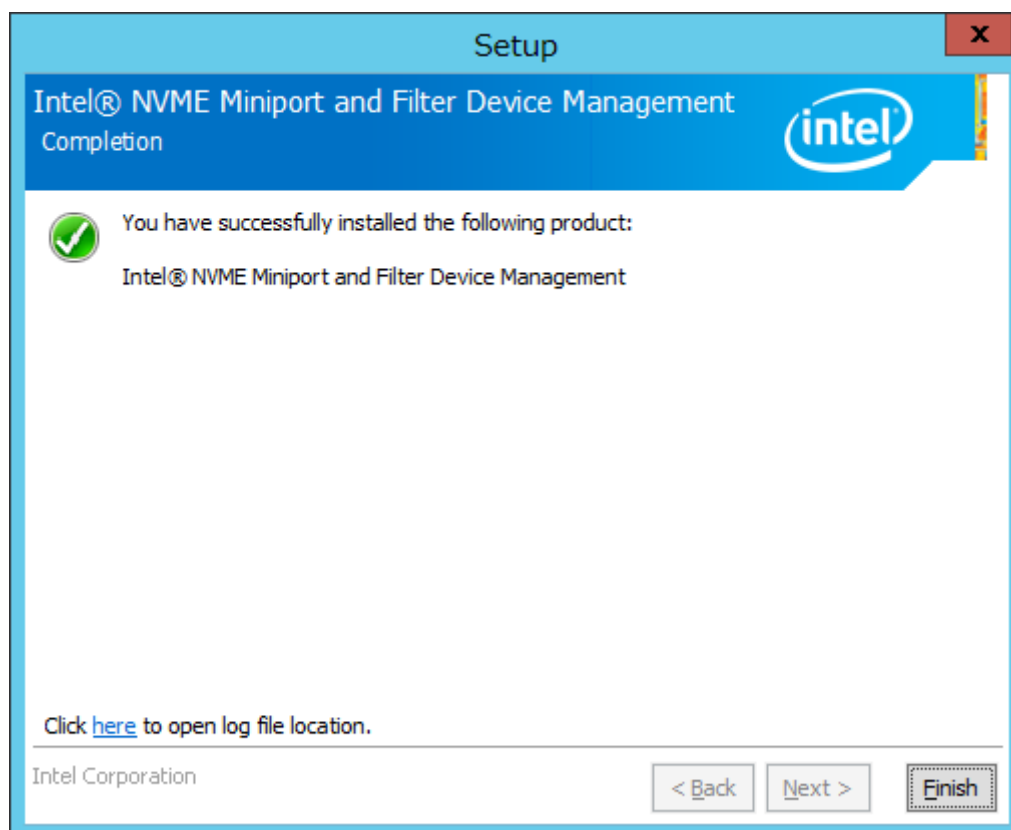 Setup
x
Intel® NVME Miniport and Filter Device Management
Completion
intel
You have successfully installed the following product:
Intel® NVME Miniport and Filter Device Management
Click here to open log file location.
Intel Corporation
< Back
Next >
Finish